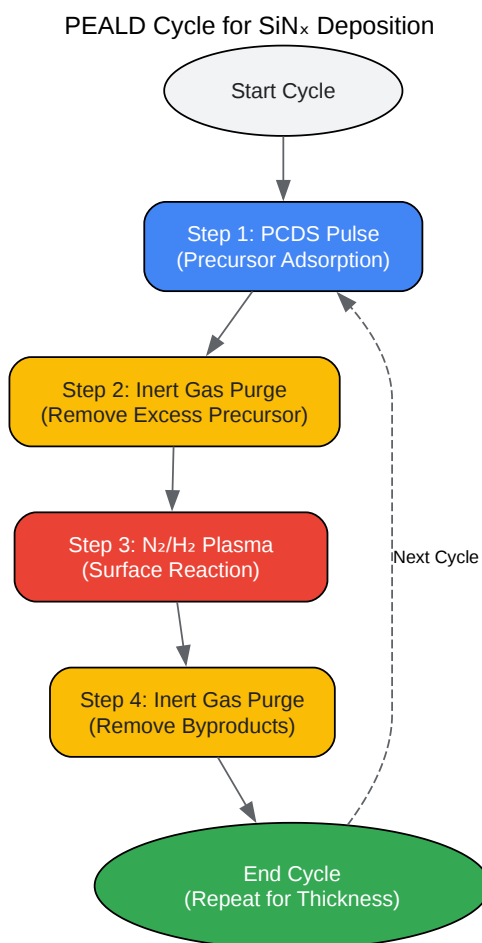 PEALD Cycle for SiNₓ Deposition
Start Cycle
Step 1: PCDS Pulse
(Precursor Adsorption)
Step 2: Inert Gas Purge
(Remove Excess Precursor)
Step 3: N₂/H₂ Plasma
(Surface Reaction)
Next Cycle
Step 4: Inert Gas Purge
(Remove Byproducts)
End Cycle
(Repeat for Thickness)